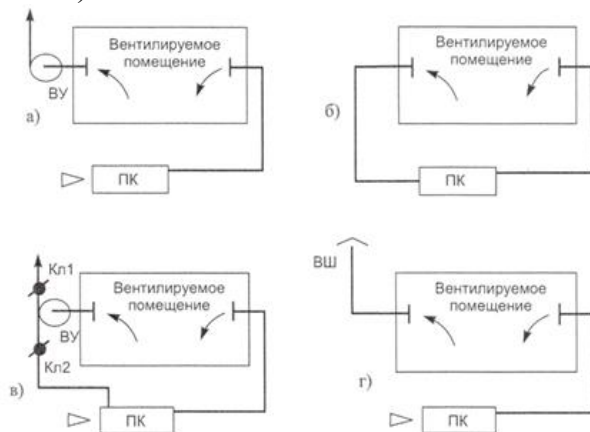 Вентилируемое
помещение
ВУ
а)
ПК
Вентилируемое
помещение
б)
ПК
Кл1
Вентилируемое
помещение
ВУ
Кл2
в)
ПК
ВШ
Вентилируемое
помещение
г)
ПК